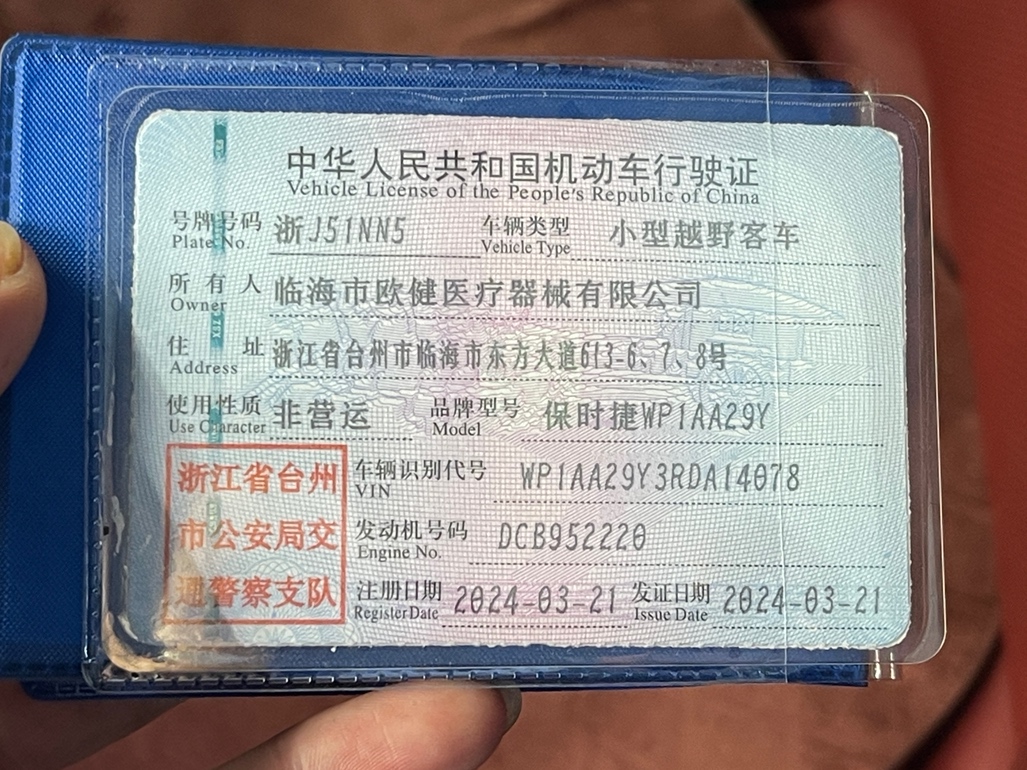 中华人民共和国机动车行驶证
Vehicle License of the People's Republic of China
号牌号码 浙J51NN5 车辆类型 小型越野客车
Plate No. Vehicle Type
所有人 临海市欧健医疗器械有限公司
Owner
住址 浙江省台州市临海市东方大道613-6、7、8号
Address
使用性质 非营运 品牌型号 保时捷WP1AA29Y
Use Character Model
浙江省台州
市公安局交
通警察支队
车辆识别代号 WP1AA29Y3RDA14078
VIN
发动机号码 DCB952220
Engine No.
注册日期 2024-03-21 发证日期 2024-03-21
Register Date Issue Date